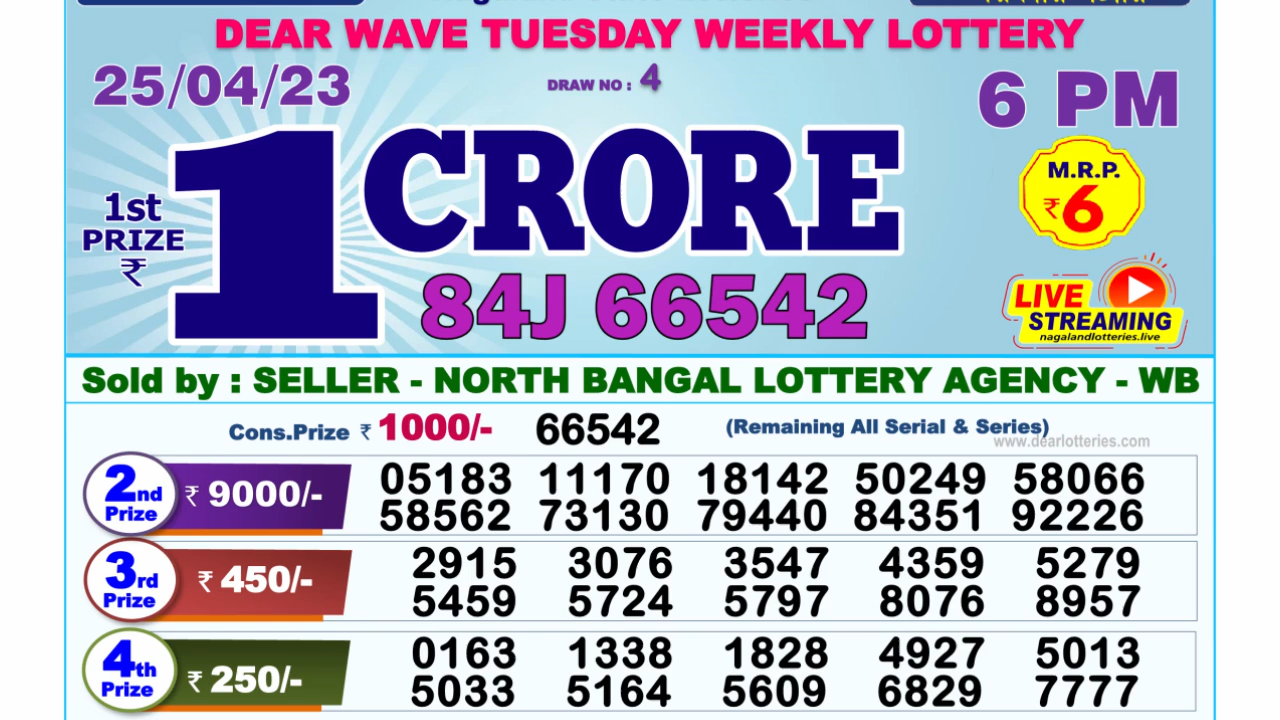 DEAR WAVE TUESDAY WEEKLY LOTTERY
25/04/23
DRAW NO : 4
6 PM
1st
PRIZE
₹
1 CRORE
84J 66542
M.R.P.
₹6
LIVE
STREAMING
nagalandlotteries.live
Sold by : SELLER - NORTH BANGAL LOTTERY AGENCY - WB
Cons.Prize ₹ 1000/- 66542 (Remaining All Serial & Series)
www.dearlotteries.com
2nd Prize ₹ 9000/-
05183 11170 18142 50249 58066
58562 73130 79440 84351 92226
3rd Prize ₹ 450/-
2915 3076 3547 4359 5279
5459 5724 5797 8076 8957
4th Prize ₹ 250/-
0163 1338 1828 4927 5013
5033 5164 5609 6829 7777